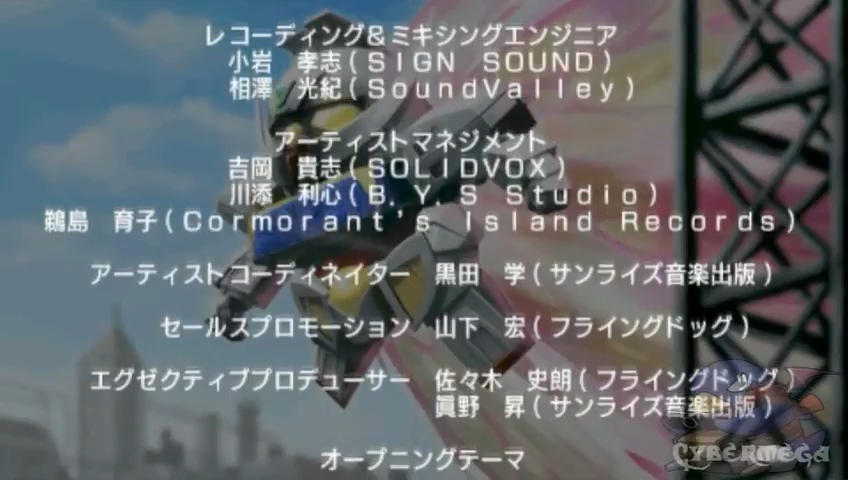 レコーディング&ミキシングエンジニア
小岩　孝志(SIGN SOUND)
相澤　光紀(SoundValley)
アーティストマネジメント
吉岡　貴志(SOLIDVOX)
川添　利心(B.Y.S Studio)
鵜島　育子(Cormorant's Island Records)
アーティストコーディネイター　黒田　学(サンライズ音楽出版)
セールスプロモーション　山下　宏(フライングドッグ)
エグゼクティブプロデューサー　佐々木　史朗(フライングドッグ)
眞野　昇(サンライズ音楽出版)
オープニングテーマ
CYBERVEGA